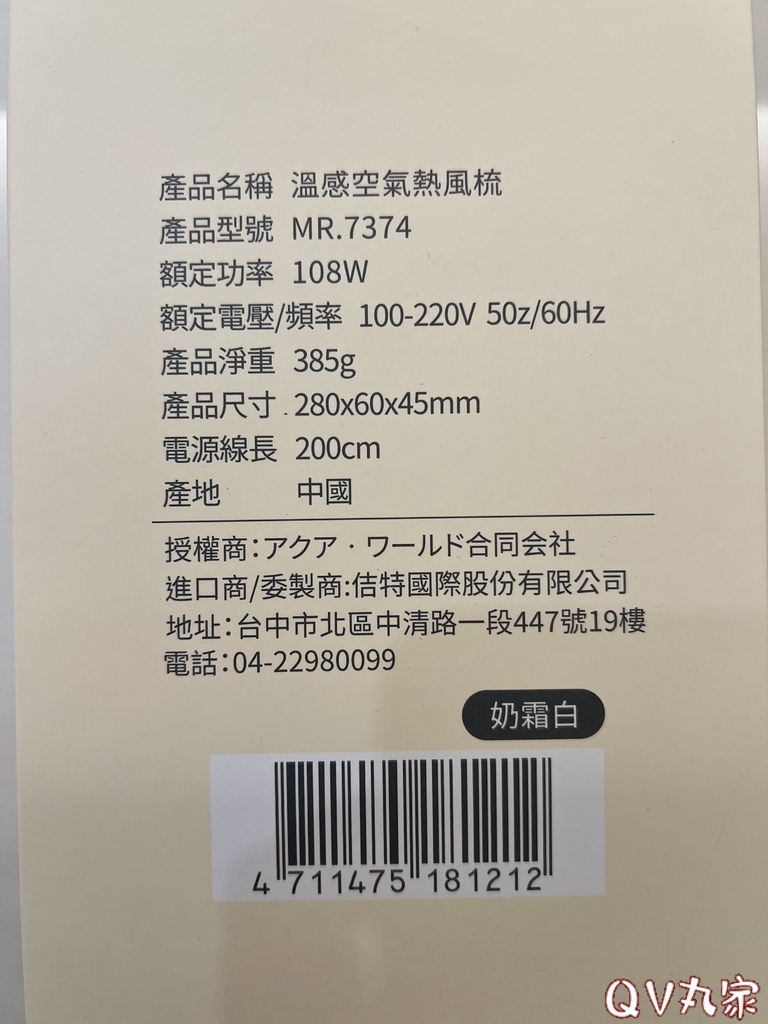 產品名稱 溫感空氣熱風梳
產品型號 MR.7374
額定功率 108W
額定電壓/頻率 100-220V 50z/60Hz
產品淨重 385g
產品尺寸 280x60x45mm
電源線長 200cm
產地 中國
授權商：アクア・ワールド合同会社
進口商/委製商:佶特國際股份有限公司
地址：台中市北區中清路一段447號19樓
電話：04-22980099
奶霜白
4 711475 181212
QV丸家